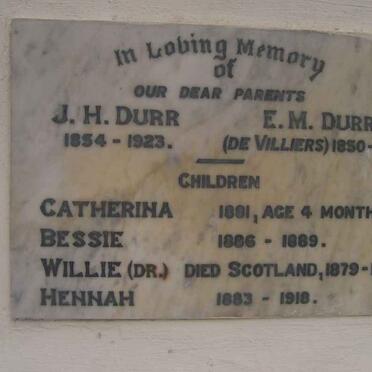 In Loving Memory
of
OUR DEAR PARENTS
J. H. DURR E. M. DURR
1854 - 1923. (DE VILLIERS) 1850-
CHILDREN
CATHERINA 1881, AGE 4 MONTH
BESSIE 1886 - 1889.
WILLIE (DR.) DIED SCOTLAND, 1879-
HENNAH 1883 - 1918.